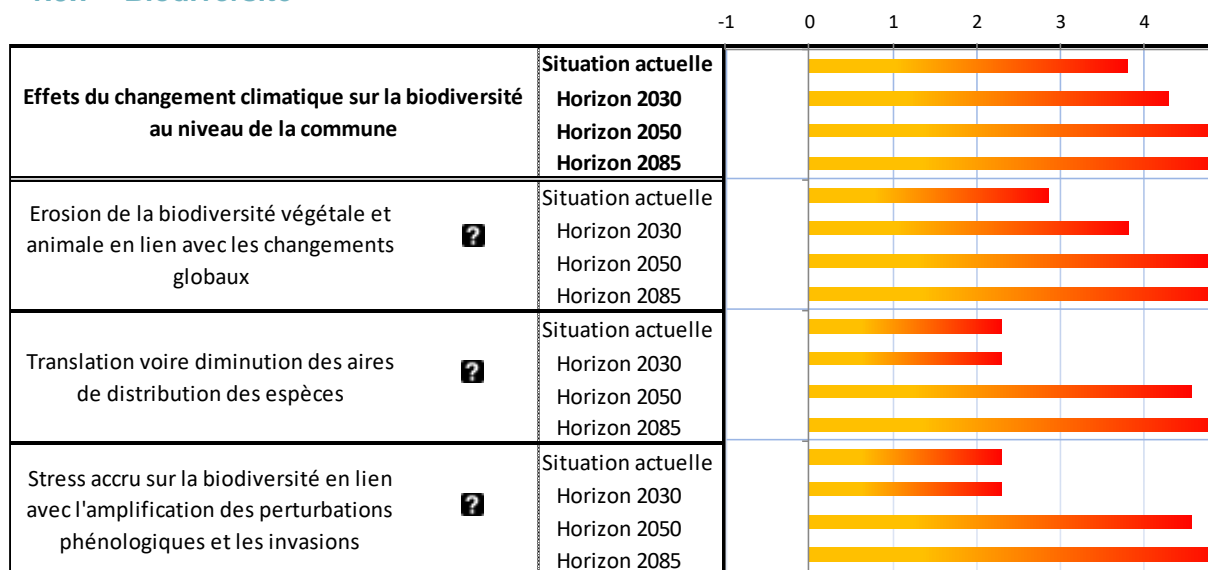 Biodiversité
-1 0 1 2 3 4
Effets du changement climatique sur la biodiversité
au niveau de la commune
Situation actuelle
Horizon 2030
Horizon 2050
Horizon 2085
Erosion de la biodiversité végétale et
animale en lien avec les changements
globaux
?
Situation actuelle
Horizon 2030
Horizon 2050
Horizon 2085
Translation voire diminution des aires
de distribution des espèces
?
Situation actuelle
Horizon 2030
Horizon 2050
Horizon 2085
Stress accru sur la biodiversité en lien
avec l'amplification des perturbations
phénologiques et les invasions
?
Situation actuelle
Horizon 2030
Horizon 2050
Horizon 2085